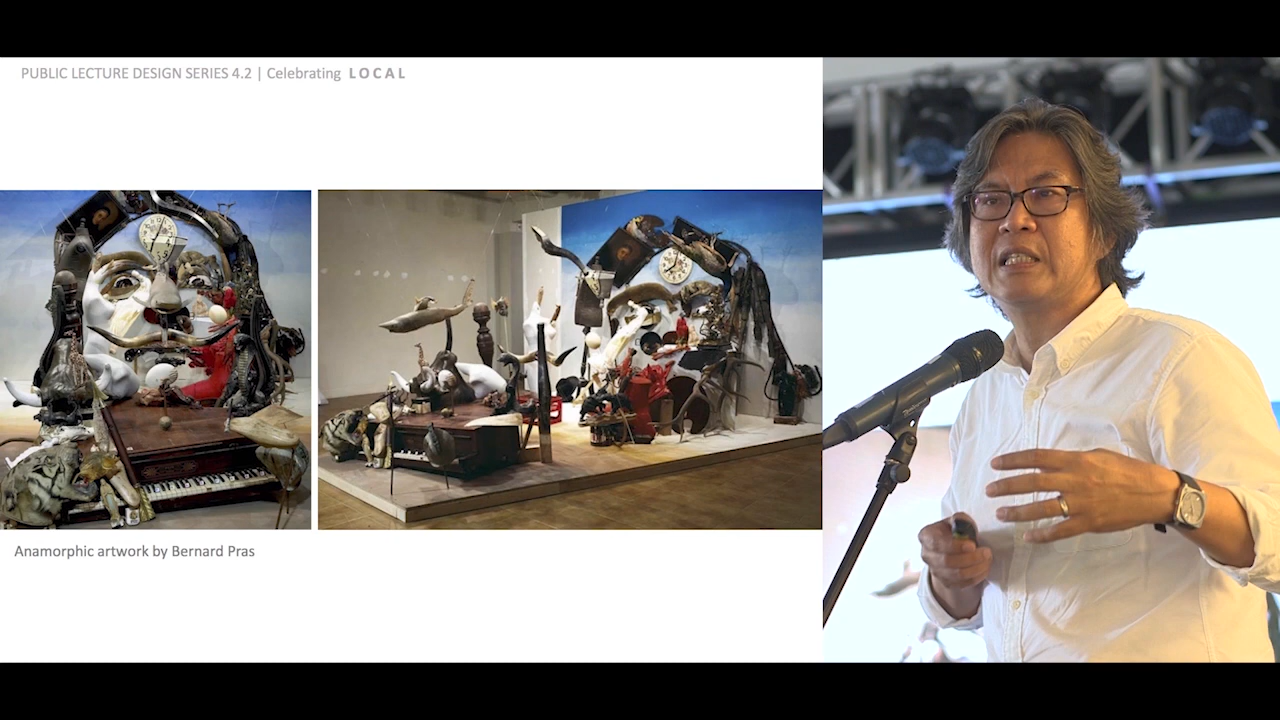 PUBLIC LECTURE DESIGN SERIES 4.2 | Celebrating LOCAL
Anamorphic artwork by Bernard Pras